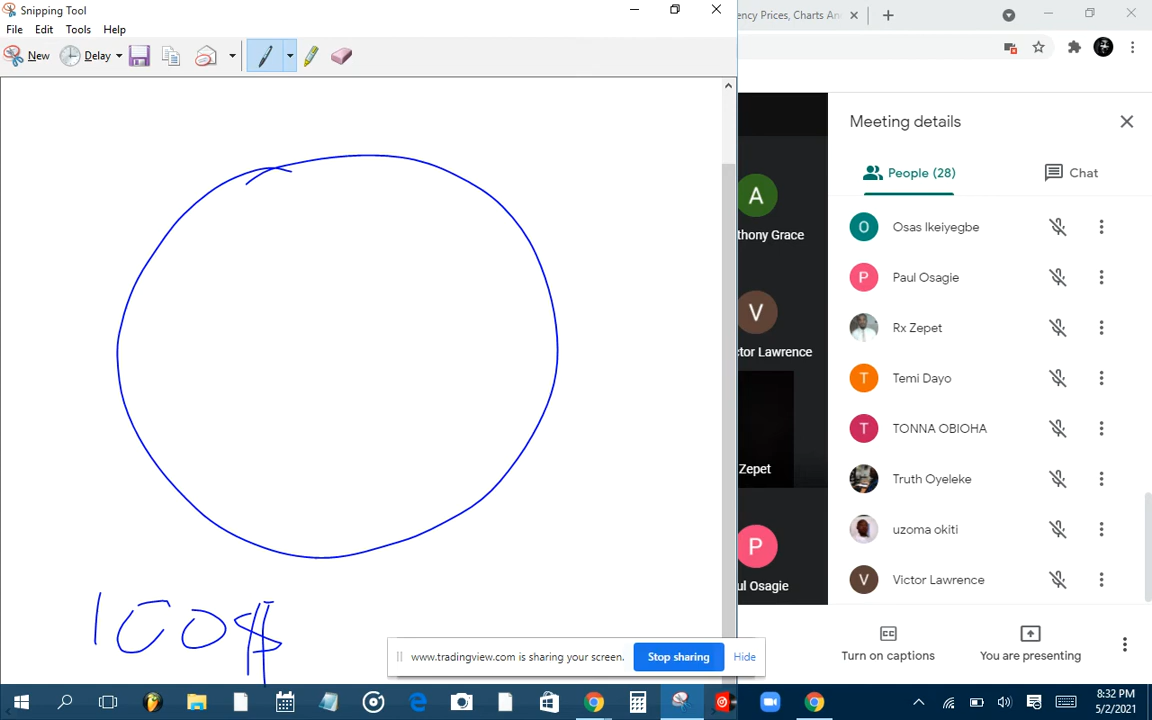 Snipping Tool
File Edit Tools Help
New Delay
ency Prices, Charts An
Meeting details
People (28)
Chat
A
thony Grace
V
tor Lawrence
Zepet
P
ul Osagie
O Osas Ikeiyegbe
P Paul Osagie
Rx Zepet
T Temi Dayo
T TONNA OBIOHA
Truth Oyeleke
uzoma okiti
V Victor Lawrence
Turn on captions
You are presenting
100$
www.tradingview.com is sharing your screen. Stop sharing Hide
8:32 PM
5/2/2021